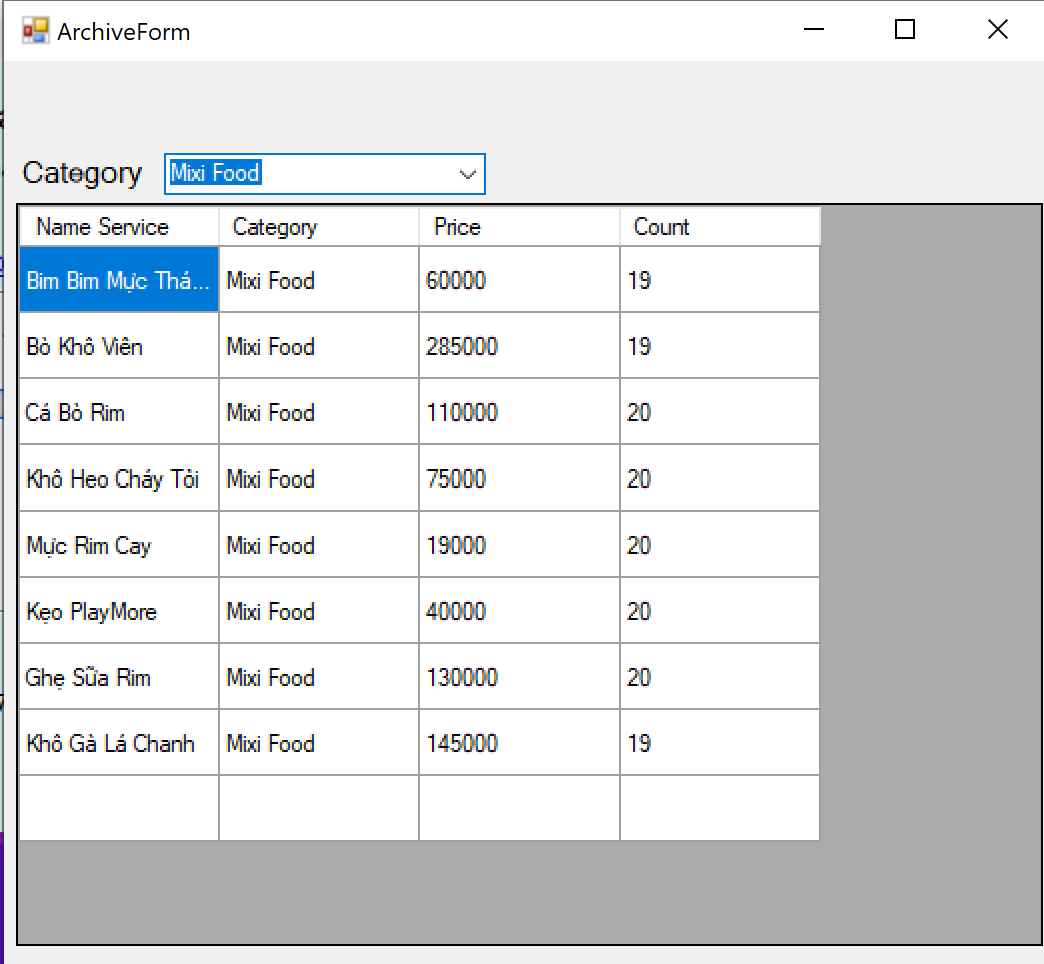 ArchiveForm
Category Mixi Food
Name Service Category Price Count
Bim Bim Mực Thá... Mixi Food 60000 19
Bò Khô Viên Mixi Food 285000 19
Cá Bò Rim Mixi Food 110000 20
Khô Heo Cháy Tỏi Mixi Food 75000 20
Mực Rim Cay Mixi Food 19000 20
Kẹo PlayMore Mixi Food 40000 20
Ghẹ Sữa Rim Mixi Food 130000 20
Khô Gà Lá Chanh Mixi Food 145000 19